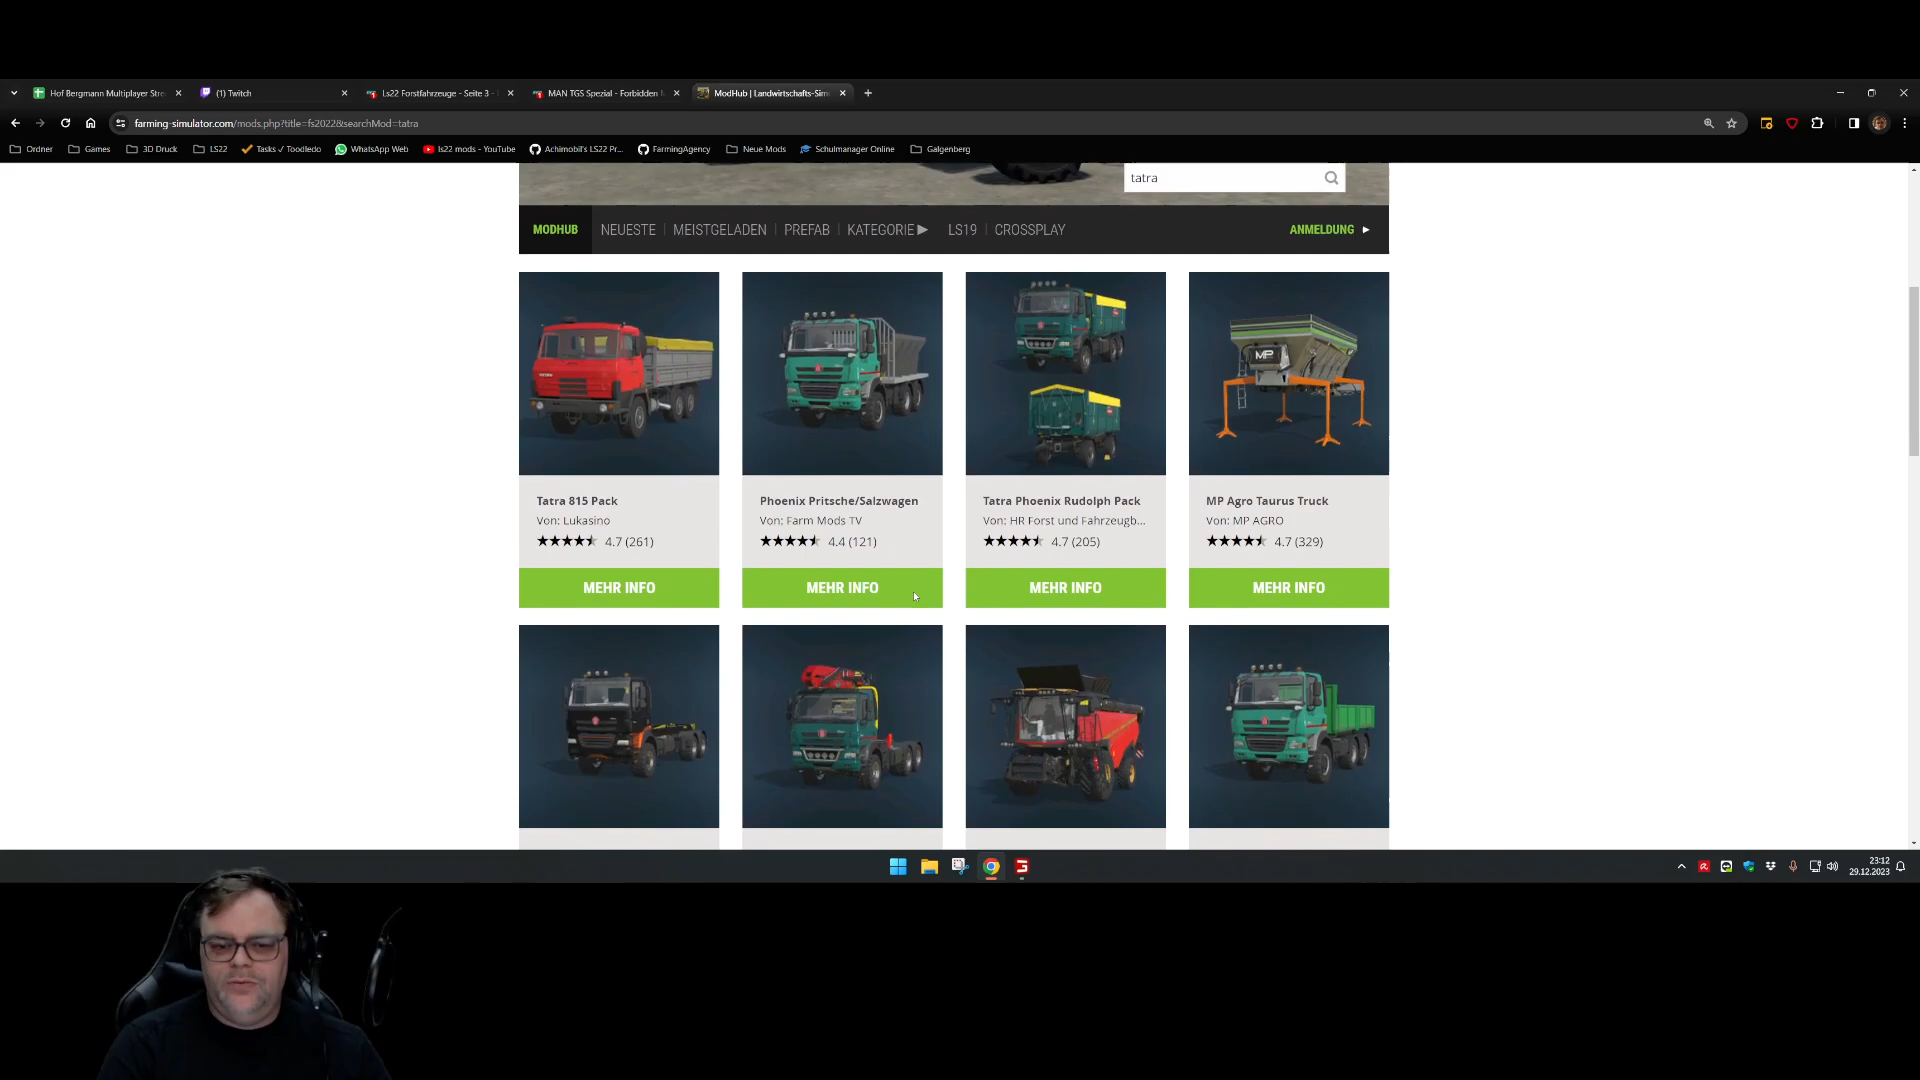 Hof Bergmann Multiplayer Stre
(1) Twitch
Ls22 Forstfahrzeuge - Seite 3 -
MAN TGS Spezial - Forbidden
ModHub | Landwirtschafts-Sim
farming-simulator.com/mods.php?title=fs2022&searchMod=tatra
Ordner
Games
3D Druck
LS22
Tasks ✓ Toodledo
WhatsApp Web
ls22 mods - YouTube
Achimobil's LS22 Pr...
FarmingAgency
Neue Mods
Schulmanager Online
Galgenberg
tatra
MODHUB
NEUESTE
MEISTGELADEN
PREFAB
KATEGORIE
LS19
CROSSPLAY
ANMELDUNG
MP
Tatra 815 Pack
Von: Lukasino
4.7 (261)
MEHR INFO
Phoenix Pritsche/Salzwagen
Von: Farm Mods TV
4.4 (121)
MEHR INFO
Tatra Phoenix Rudolph Pack
Von: HR Forst und Fahrzeugb...
4.7 (205)
MEHR INFO
MP Agro Taurus Truck
Von: MP AGRO
4.7 (329)
MEHR INFO
23:12
29.12.2023